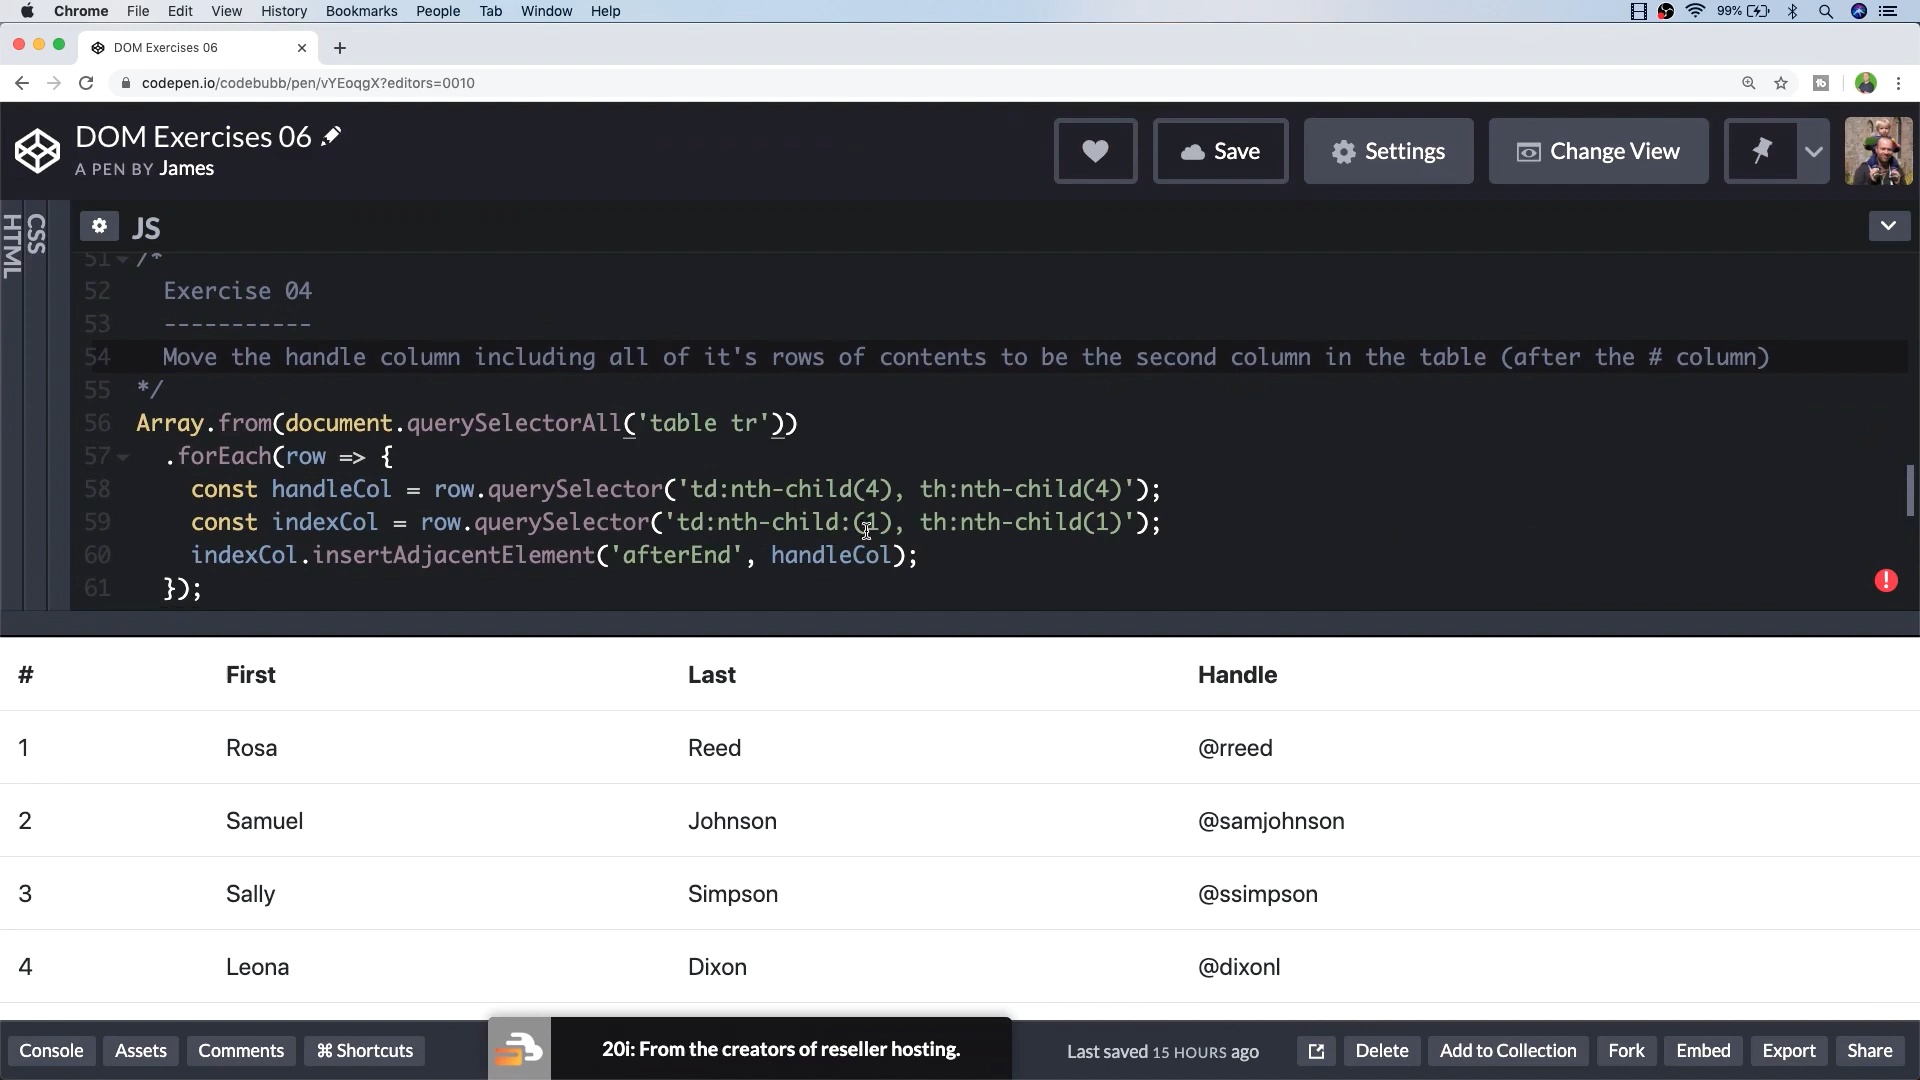 Chrome File Edit View History Bookmarks People Tab Window Help 99%
DOM Exercises 06
codepen.io/codebubb/pen/vYEoqgX?editors=0010
DOM Exercises 06
A PEN BY James
Save Settings Change View
HTML
CSS
JS
51 /*
52 Exercise 04
53 -----------
54 Move the handle column including all of it's rows of contents to be the second column in the table (after the # column)
55 */
56 Array.from(document.querySelectorAll('table tr'))
57 .forEach(row => {
58 const handleCol = row.querySelector('td:nth-child(4), th:nth-child(4)');
59 const indexCol = row.querySelector('td:nth-child:(1), th:nth-child(1)');
60 indexCol.insertAdjacentElement('afterEnd', handleCol);
61 });
# First Last Handle
1 Rosa Reed @rreed
2 Samuel Johnson @samjohnson
3 Sally Simpson @ssimpson
4 Leona Dixon @dixonl
Console Assets Comments ⌘ Shortcuts 20i: From the creators of reseller hosting. Last saved 15 HOURS ago Delete Add to Collection Fork Embed Export Share